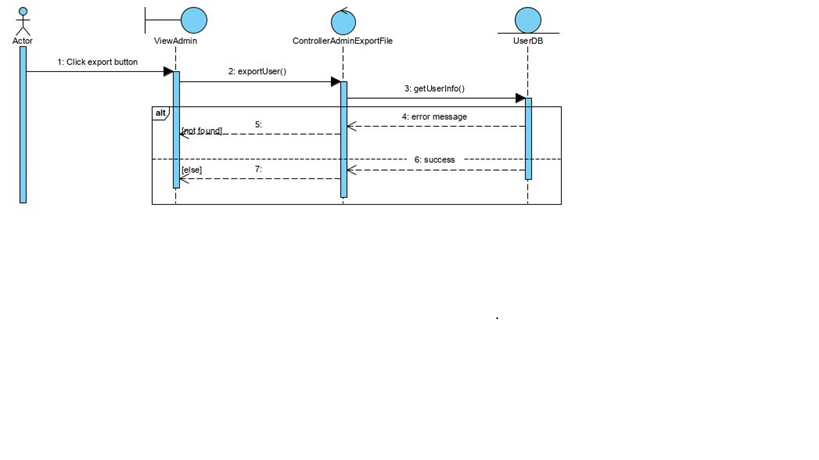 Actor
ViewAdmin
ControllerAdminExportFile
UserDB
1: Click export button
2: exportUser()
3: getUserInfo()
alt
4: error message
[not found]
5:
6: success
[else]
7:
.